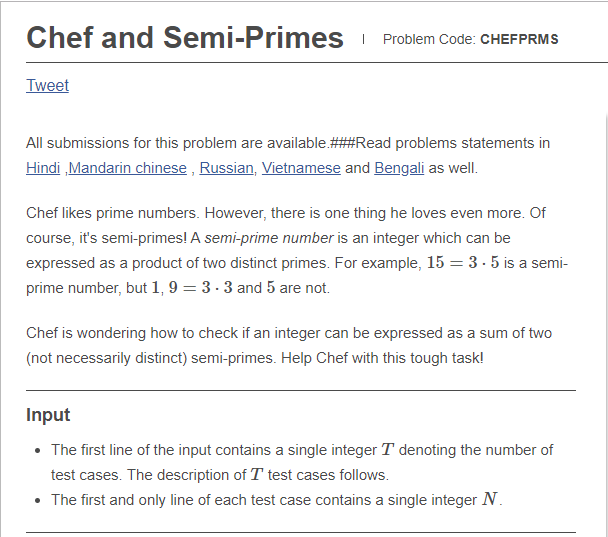 Chef and Semi-Primes | Problem Code: CHEFPRMS
Tweet
All submissions for this problem are available.###Read problems statements in
Hindi ,Mandarin chinese , Russian, Vietnamese and Bengali as well.
Chef likes prime numbers. However, there is one thing he loves even more. Of
course, it's semi-primes! A semi-prime number is an integer which can be
expressed as a product of two distinct primes. For example, 15 = 3 · 5 is a semi-
prime number, but 1, 9 = 3 · 3 and 5 are not.
Chef is wondering how to check if an integer can be expressed as a sum of two
(not necessarily distinct) semi-primes. Help Chef with this tough task!
Input
• The first line of the input contains a single integer T denoting the number of
test cases. The description of T test cases follows.
• The first and only line of each test case contains a single integer N.